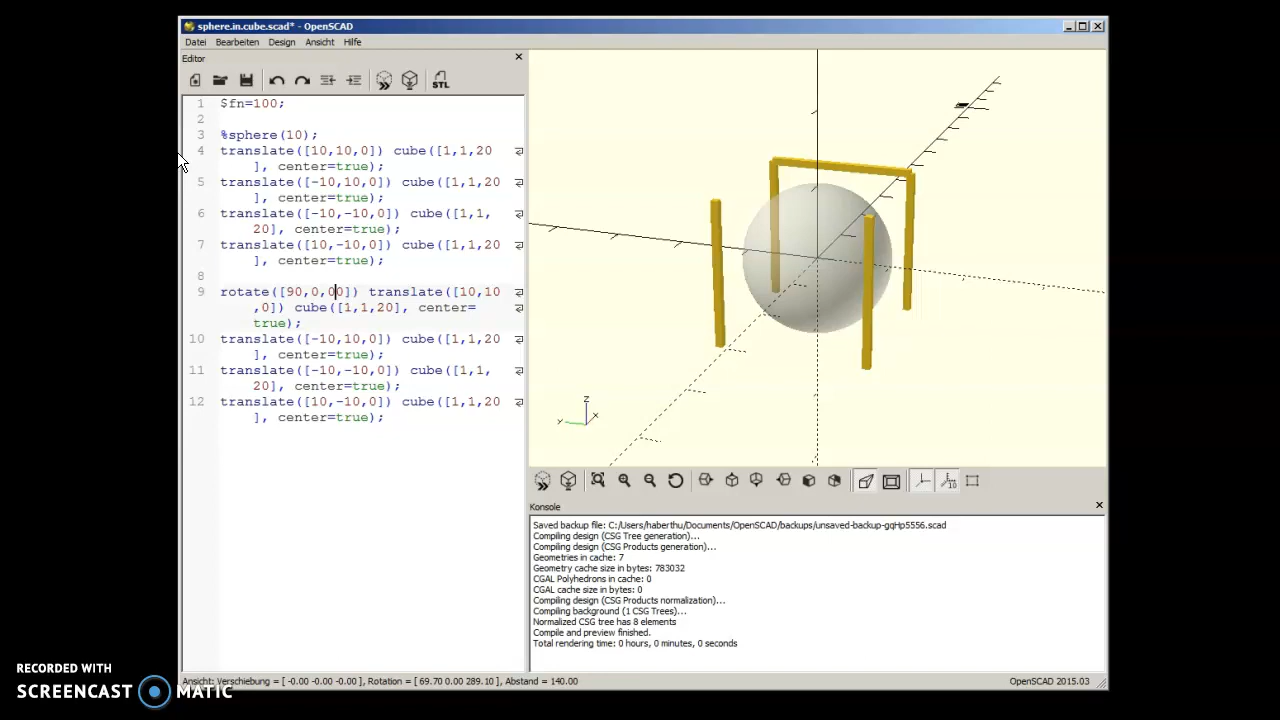 sphere.in.cube.scad* - OpenSCAD
Datei Bearbeiten Design Ansicht Hilfe
Editor
STL
1 $fn=100;
2
3 %sphere(10);
4 translate([10,10,0]) cube([1,1,20
], center=true);
5 translate([-10,10,0]) cube([1,1,20
], center=true);
6 translate([-10,-10,0]) cube([1,1,
20], center=true);
7 translate([10,-10,0]) cube([1,1,20
], center=true);
8
9 rotate([90,0,00]) translate([10,10
,0]) cube([1,1,20], center=
true);
10 translate([-10,10,0]) cube([1,1,20
], center=true);
11 translate([-10,-10,0]) cube([1,1,
20], center=true);
12 translate([10,-10,0]) cube([1,1,20
], center=true);
z
y x
10
Konsole
Saved backup file: C:/Users/haberthu/Documents/OpenSCAD/backups/unsaved-backup-gqHp5556.scad
Compiling design (CSG Tree generation)...
Compiling design (CSG Products generation)...
Geometries in cache: 7
Geometry cache size in bytes: 783032
CGAL Polyhedrons in cache: 0
CGAL cache size in bytes: 0
Compiling design (CSG Products normalization)...
Compiling background (1 CSG Trees)...
Normalized CSG tree has 8 elements
Compile and preview finished.
Total rendering time: 0 hours, 0 minutes, 0 seconds
Ansicht: Verschiebung = [ -0.00 -0.00 -0.00 ], Rotation = [ 69.70 0.00 289.10 ], Abstand = 140.00
OpenSCAD 2015.03
RECORDED WITH
SCREENCAST MATIC